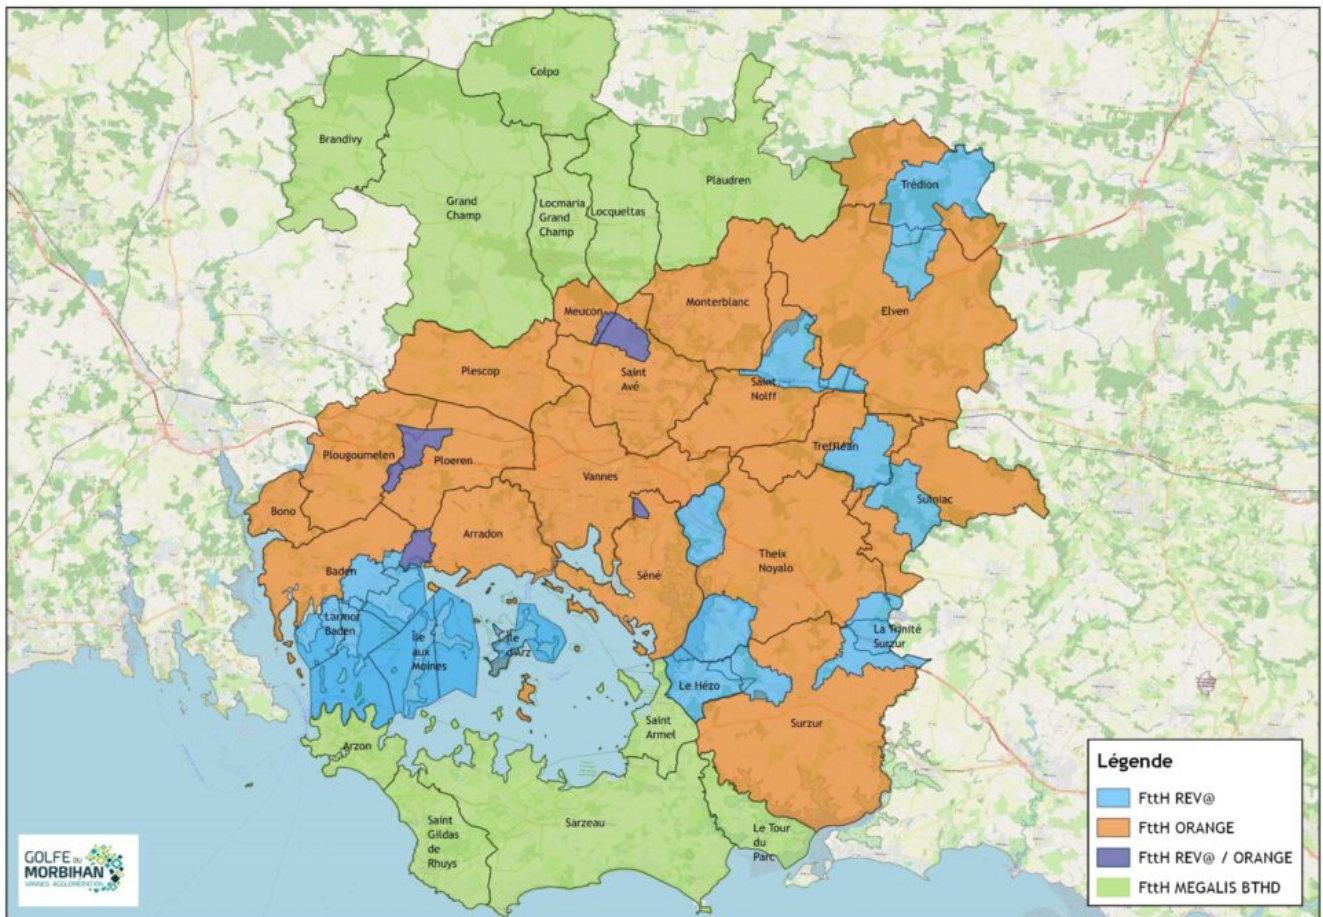 Colpo
Brandivy
Plaudren
Trédion
Grand
Champ
Locmaria
Grand
Champ
Locqueltas
Monterblanc
Meucon
Elven
Plescop
Saint
Avé
Saint
Nolff
Plougoumelen
Ploeren
Treffléan
Vannes
Sulniac
Bono
Arradon
Theix
Noyalo
Baden
Séné
Larmor
Baden
Île
aux
Moines
Île
d'Arz
La Trinité
Surzur
Le Hézo
Saint
Armel
Surzur
Arzon
Saint
Gildas
de
Rhuys
Sarzeau
Le Tour
du
Parc
Légende
FttH REV@
FttH ORANGE
FttH REV@ / ORANGE
FttH MEGALIS BTHD
GOLFE DU
MORBIHAN
VANNES AGGLOMÉRATION